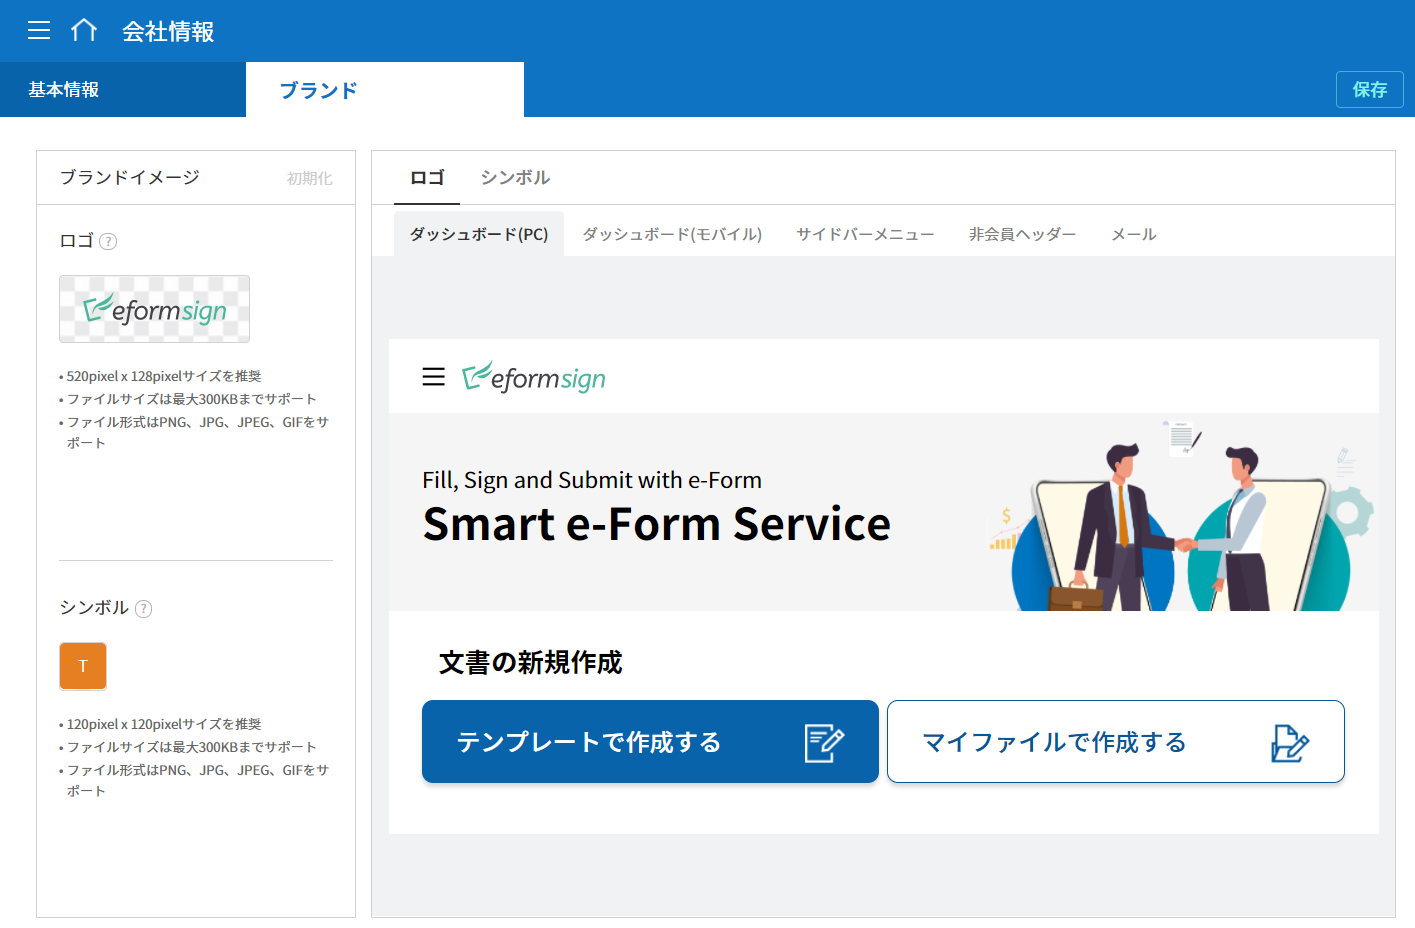 会社情報
基本情報
ブランド
保存
ブランドイメージ
初期化
ロゴ ?
eformsign
• 520pixel x 128pixelサイズを推奨
• ファイルサイズは最大300KBまでサポート
• ファイル形式はPNG、JPG、JPEG、GIFをサ
ポート
シンボル ?
T
• 120pixel x 120pixelサイズを推奨
• ファイルサイズは最大300KBまでサポート
• ファイル形式はPNG、JPG、JPEG、GIFをサ
ポート
ロゴ
シンボル
ダッシュボード(PC)
ダッシュボード(モバイル)
サイドバーメニュー
非会員ヘッダー
メール
eformsign
Fill, Sign and Submit with e-Form
Smart e-Form Service
$
文書の新規作成
テンプレートで作成する
マイファイルで作成する